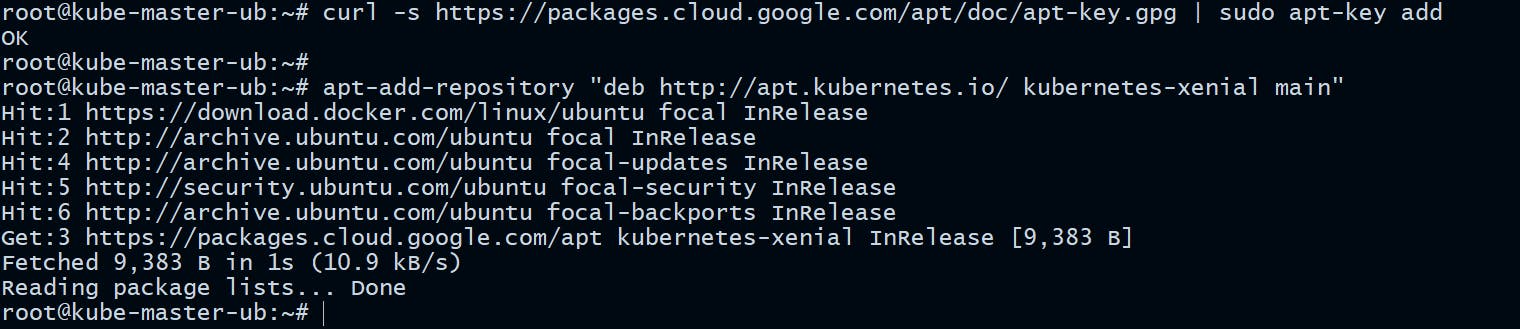 root@kube-master-ub:~# curl -s https://packages.cloud.google.com/apt/doc/apt-key.gpg | sudo apt-key add
OK
root@kube-master-ub:~#
root@kube-master-ub:~# apt-add-repository "deb http://apt.kubernetes.io/ kubernetes-xenial main"
Hit:1 https://download.docker.com/linux/ubuntu focal InRelease
Hit:2 http://archive.ubuntu.com/ubuntu focal InRelease
Hit:4 http://archive.ubuntu.com/ubuntu focal-updates InRelease
Hit:5 http://security.ubuntu.com/ubuntu focal-security InRelease
Hit:6 http://archive.ubuntu.com/ubuntu focal-backports InRelease
Get:3 https://packages.cloud.google.com/apt kubernetes-xenial InRelease [9,383 B]
Fetched 9,383 B in 1s (10.9 kB/s)
Reading package lists... Done
root@kube-master-ub:~#